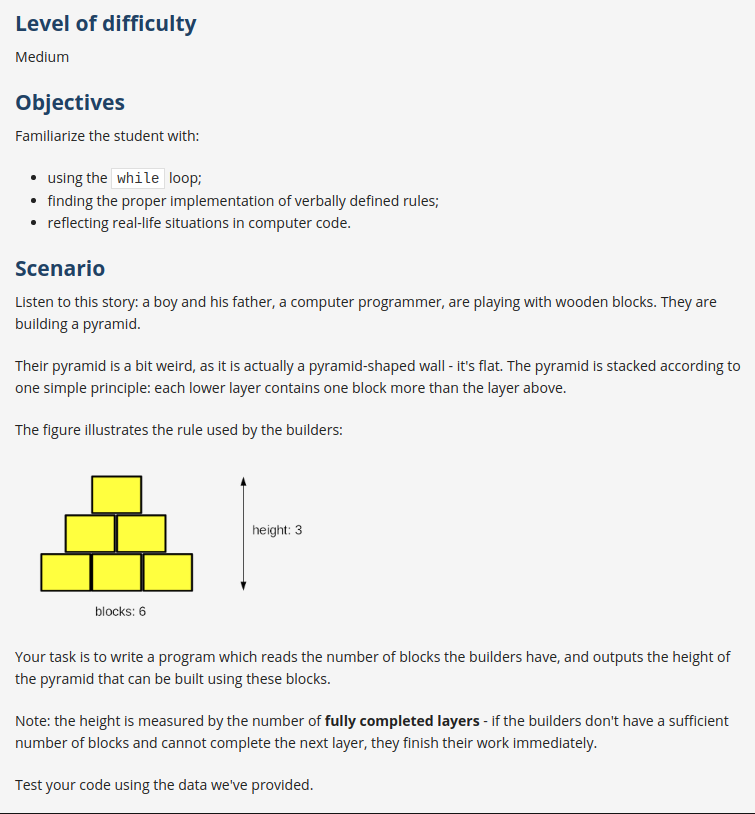 Level of difficulty
Medium
Objectives
Familiarize the student with:
using the while loop;
finding the proper implementation of verbally defined rules;
reflecting real-life situations in computer code.
Scenario
Listen to this story: a boy and his father, a computer programmer, are playing with wooden blocks. They are
building a pyramid.
Their pyramid is a bit weird, as it is actually a pyramid-shaped wall - it's flat. The pyramid is stacked according to
one simple principle: each lower layer contains one block more than the layer above.
The figure illustrates the rule used by the builders:
height: 3
blocks: 6
Your task is to write a program which reads the number of blocks the builders have, and outputs the height of
the pyramid that can be built using these blocks.
Note: the height is measured by the number of fully completed layers - if the builders don't have a sufficient
number of blocks and cannot complete the next layer, they finish their work immediately.
Test your code using the data we've provided.